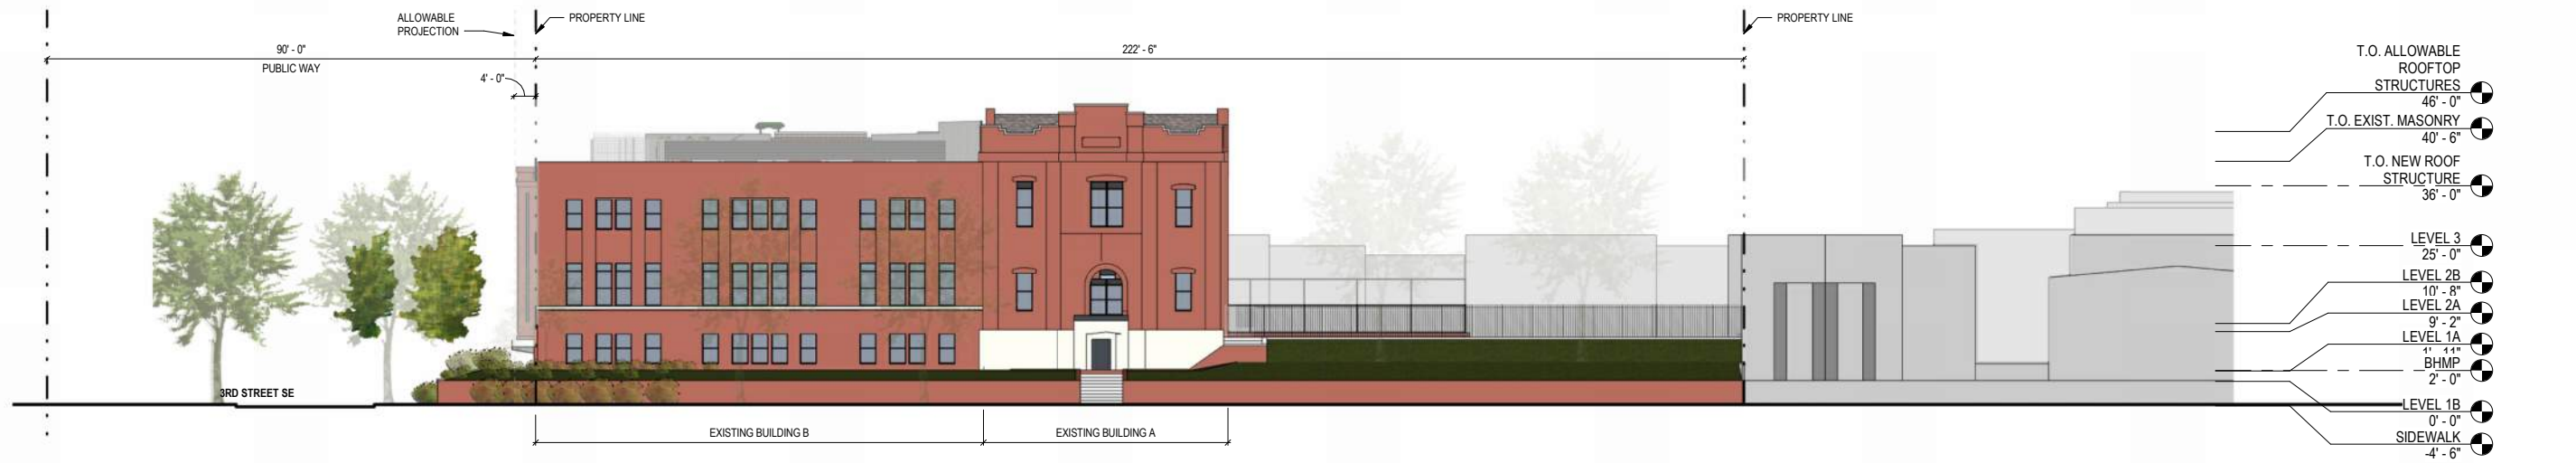 ALLOWABLE
PROJECTION
PROPERTY LINE
PROPERTY LINE
90' - 0"
PUBLIC WAY
222' - 6"
4' - 0"
T.O. ALLOWABLE
ROOFTOP
STRUCTURES
46' - 0"
T.O. EXIST. MASONRY
40' - 6"
T.O. NEW ROOF
STRUCTURE
36' - 0"
LEVEL 3
25' - 0"
LEVEL 2B
10' - 8"
LEVEL 2A
9' - 2"
LEVEL 1A
1' - 11"
BHMP
2' - 0"
LEVEL 1B
0' - 0"
SIDEWALK
-4' - 6"
3RD STREET SE
EXISTING BUILDING B
EXISTING BUILDING A